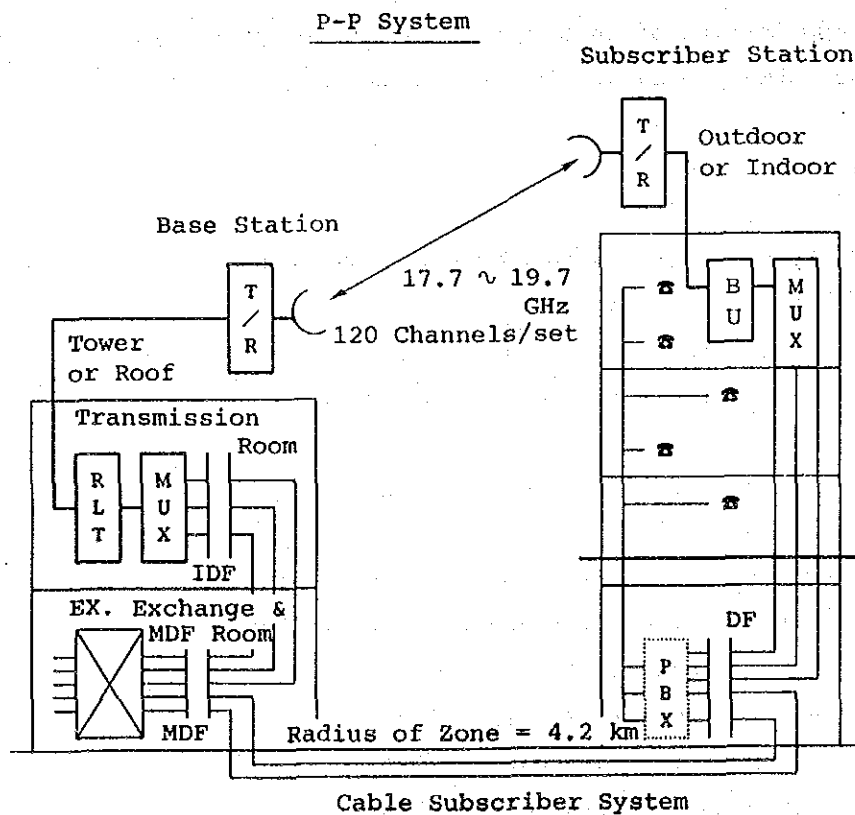 P-P System
Subscriber Station
T
/
R
Outdoor
or Indoor
Base Station
T
/
R
17.7 ∿ 19.7
GHz
120 Channels/set
Tower
or Roof
B
U
M
U
X
Transmission
Room
R
L
T
M
U
X
IDF
EX. Exchange &
MDF Room
MDF
DF
P
B
X
Radius of Zone = 4.2 km
Cable Subscriber System